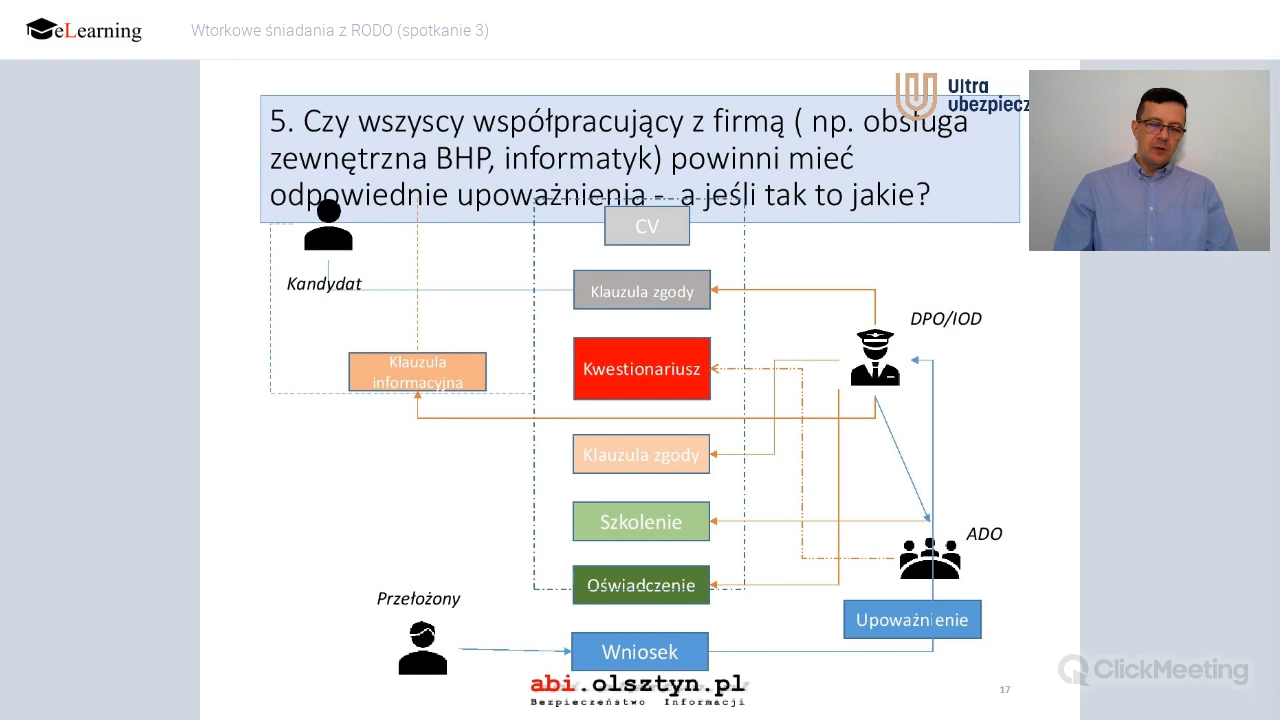 eLearning
Wtorkowe śniadania z RODO (spotkanie 3)
Ultra
ubezpiecz
5. Czy wszyscy współpracujący z firmą ( np. obsługa
zewnętrzna BHP, informatyk) powinni mieć
odpowiednie upoważnienia - a jeśli tak to jakie?
CV
Kandydat
Klauzula zgody
DPO/IOD
Klauzula
informacyjna
Kwestionariusz
Klauzula zgody
Szkolenie
ADO
Oświadczenie
Przełożony
Upoważnienie
Wniosek
abi.olsztyn.pl
Bezpieczeństwo Informacji
17
ClickMeeting